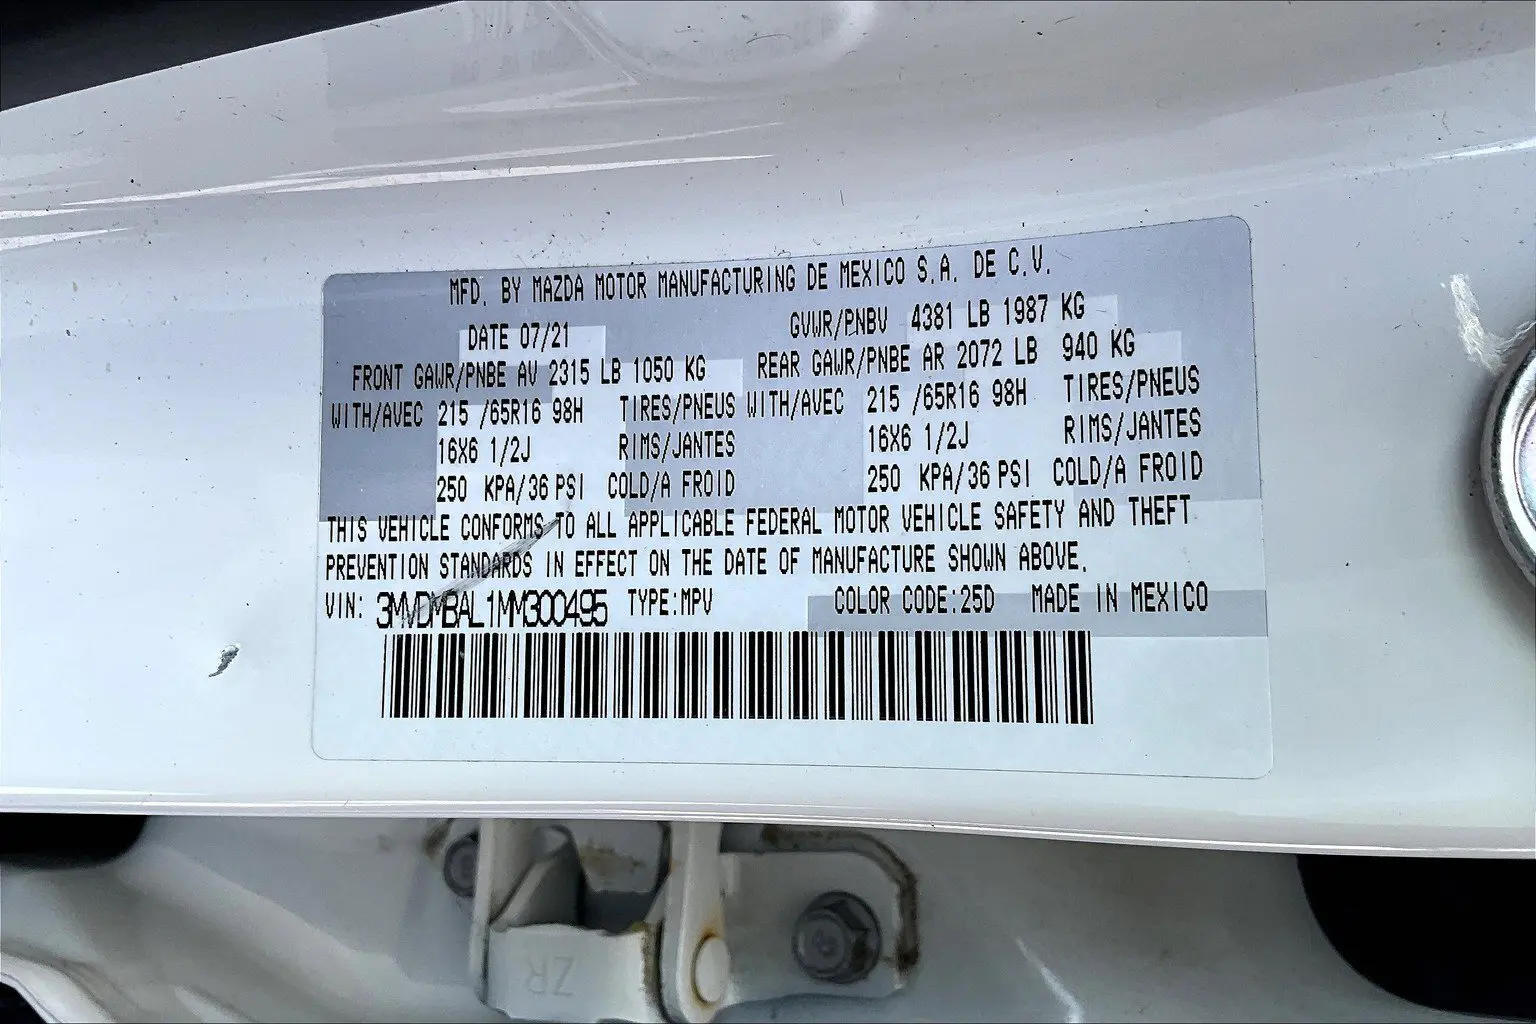 MFD. BY MAZDA MOTOR MANUFACTURING DE MEXICO S.A. DE C.V.
DATE 07/21 GVWR/PNBV 4381 LB 1987 KG
FRONT GAWR/PNBE AV 2315 LB 1050 KG REAR GAWR/PNBE AR 2072 LB 940 KG
WITH/AVEC 215 /65R16 98H TIRES/PNEUS WITH/AVEC 215 /65R16 98H TIRES/PNEUS
16X6 1/2J RIMS/JANTES 16X6 1/2J RIMS/JANTES
250 KPA/36 PSI COLD/A FROID 250 KPA/36 PSI COLD/A FROID
THIS VEHICLE CONFORMS TO ALL APPLICABLE FEDERAL MOTOR VEHICLE SAFETY AND THEFT
PREVENTION STANDARDS IN EFFECT ON THE DATE OF MANUFACTURE SHOWN ABOVE.
VIN: 3MVDMBAL1MM300495 TYPE:MPV COLOR CODE:25D MADE IN MEXICO
ZR